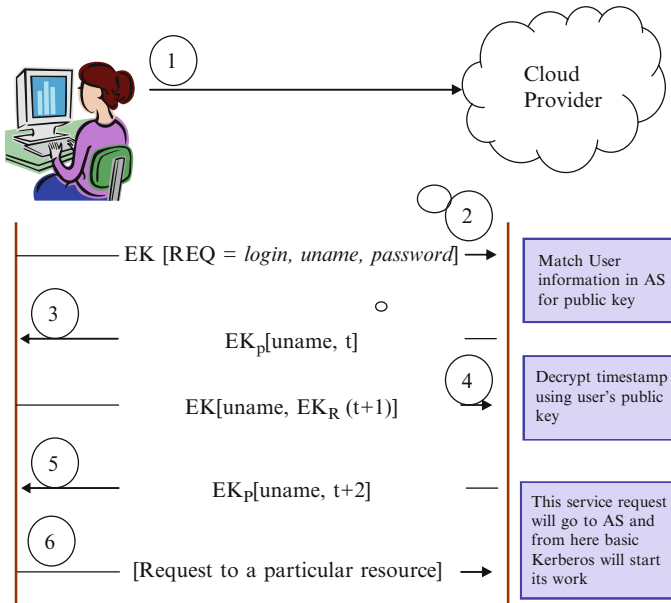 1
Cloud
Provider
2
EK [REQ = login, uname, password]
Match User
information in AS
for public key
3
EKp[uname, t]
4
EK[uname, EKR (t+1)]
Decrypt timestamp
using user's public
key
5
EKP[uname, t+2]
This service request
will go to AS and
from here basic
Kerberos will start
its work
6
[Request to a particular resource]